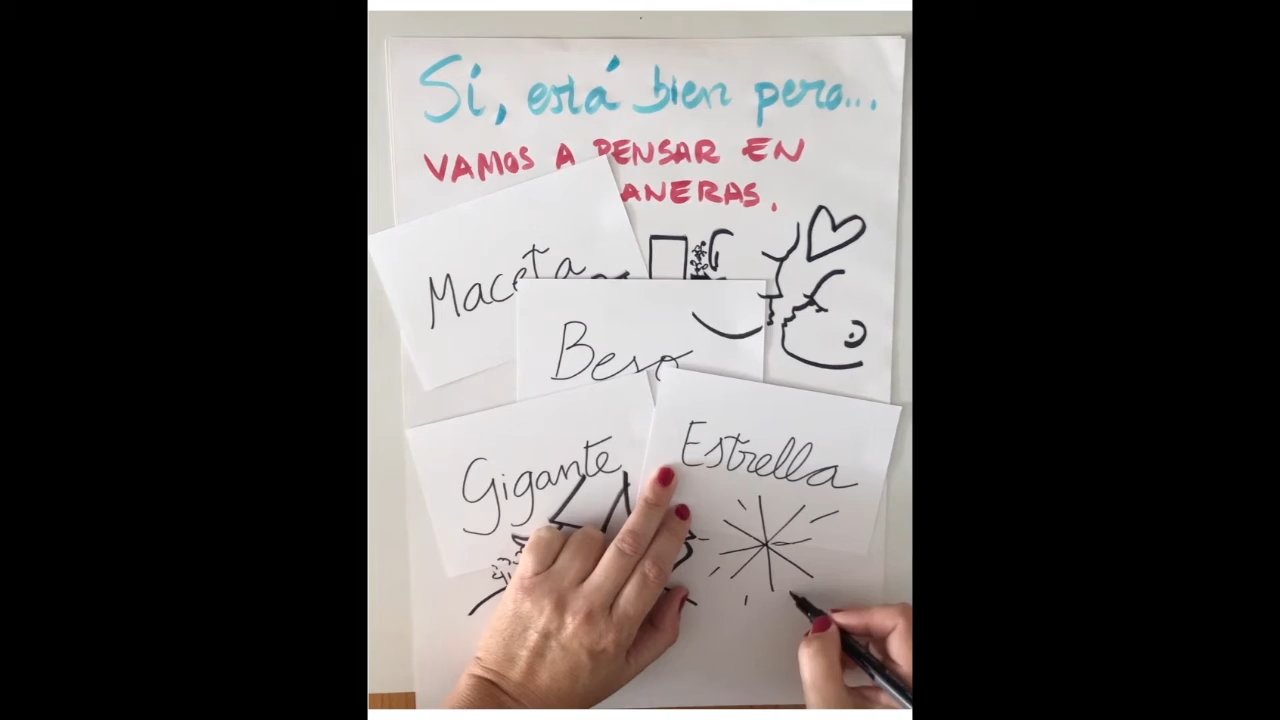 Sí, está bien pero...
VAMOS A PENSAR EN
ANERAS.
Maceta
Beso
Gigante
Estrella